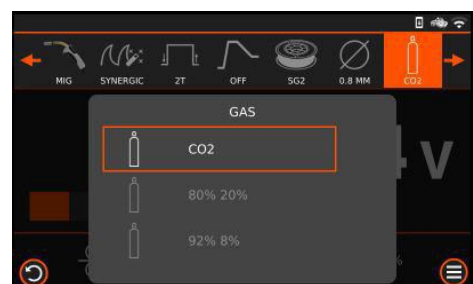 MIG SYNERGIC 2T OFF SG2 0.8 MM CO2
GAS
CO2
80% 20%
92% 8%
V
%